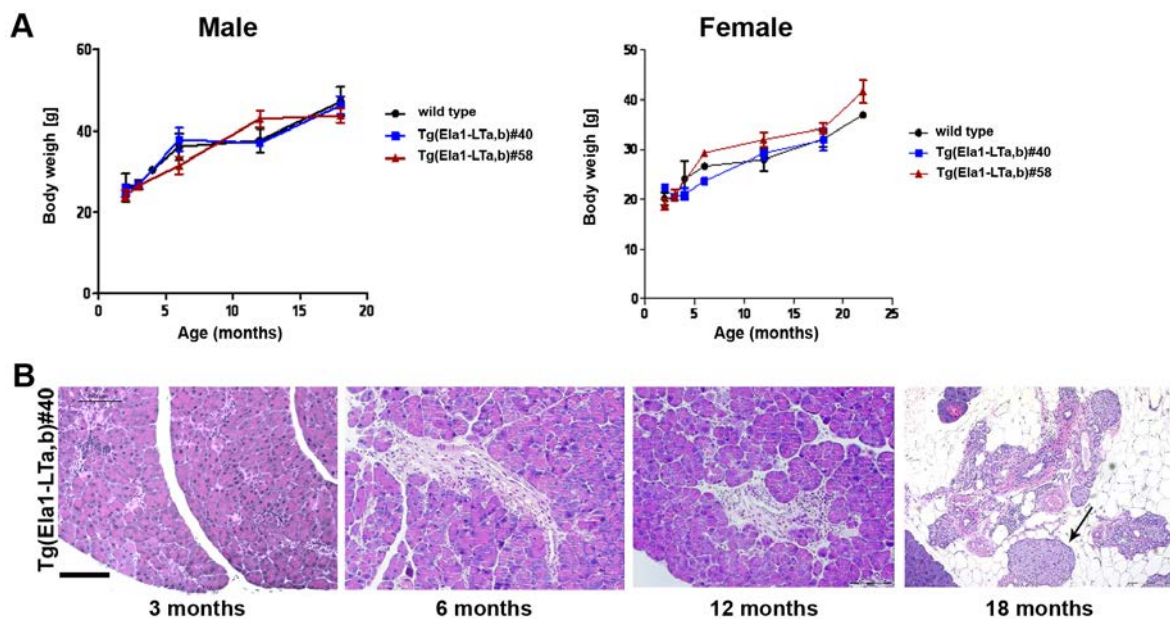 A
Male
Female
60
40
20
0
Body weigh [g]
0 5 10 15 20
Age (months)
wild type
Tg(Ela1-LTa,b)#40
Tg(Ela1-LTa,b)#58
50
40
30
20
10
0
Body weigh [g]
0 5 10 15 20 25
Age (months)
wild type
Tg(Ela1-LTa,b)#40
Tg(Ela1-LTa,b)#58
B
Tg(Ela1-LTa,b)#40
3 months
6 months
12 months
18 months